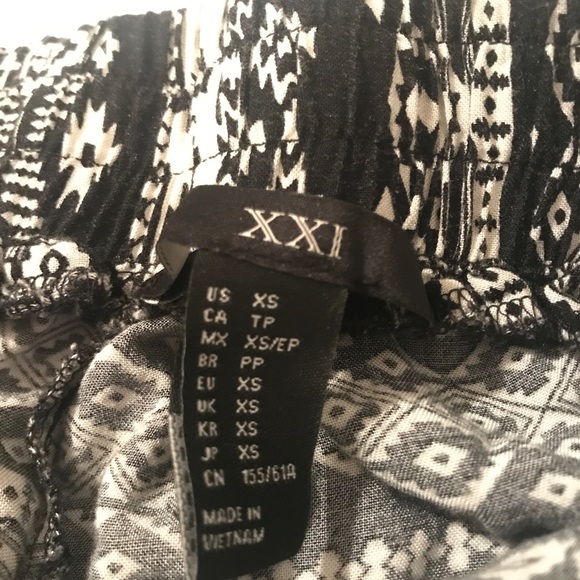 XXI
US XS
CA TP
MX XS/EP
BR PP
EU XS
UK XS
KR XS
JP XS
CN 155/61A
MADE IN
VIETNAM